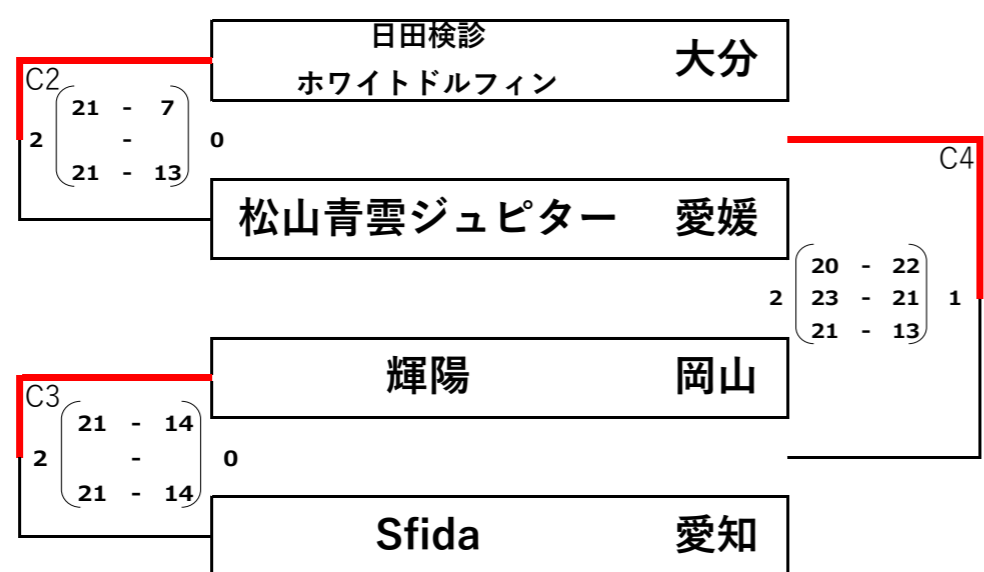 日田検診
ホワイトドルフィン
大分
C2
21 - 7
2 - 0
21 - 13
C4
松山青雲ジュピター 愛媛
20 - 22
2 23 - 21 1
21 - 13
輝陽 岡山
C3
21 - 14
2 - 0
21 - 14
Sfida 愛知